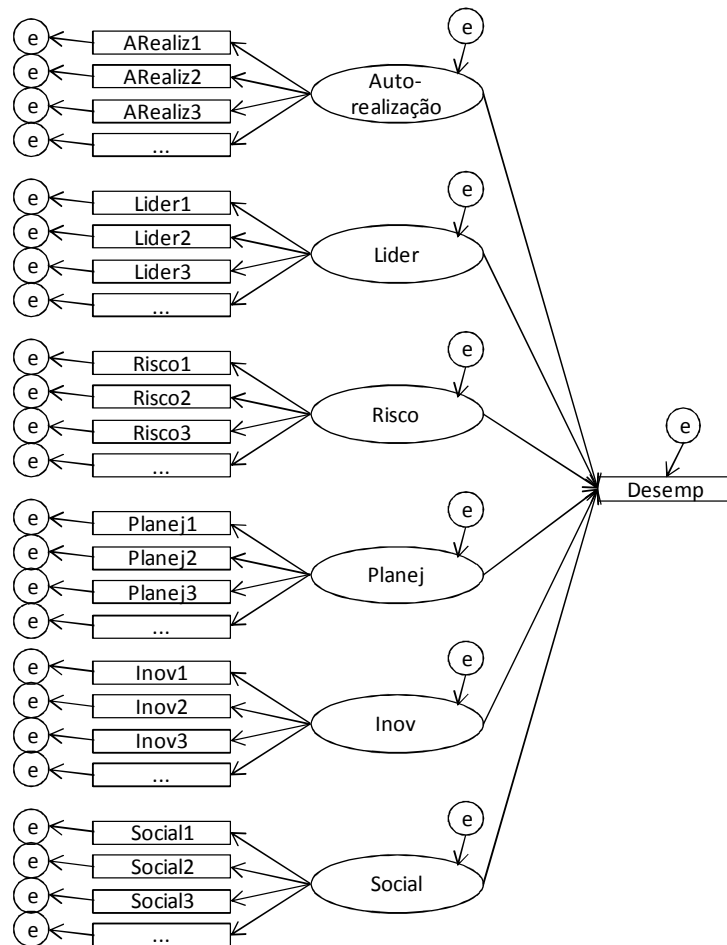 e
e ARealiz1
e ARealiz2
e ARealiz3
e ...
Auto-
realização
e
e Lider1
e Lider2
e Lider3
e ...
Lider
e
e Risco1
e Risco2
e Risco3
e ...
Risco
e
Desemp
e
e Planej1
e Planej2
e Planej3
e ...
Planej
e
e Inov1
e Inov2
e Inov3
e ...
Inov
e
e Social1
e Social2
e Social3
e ...
Social